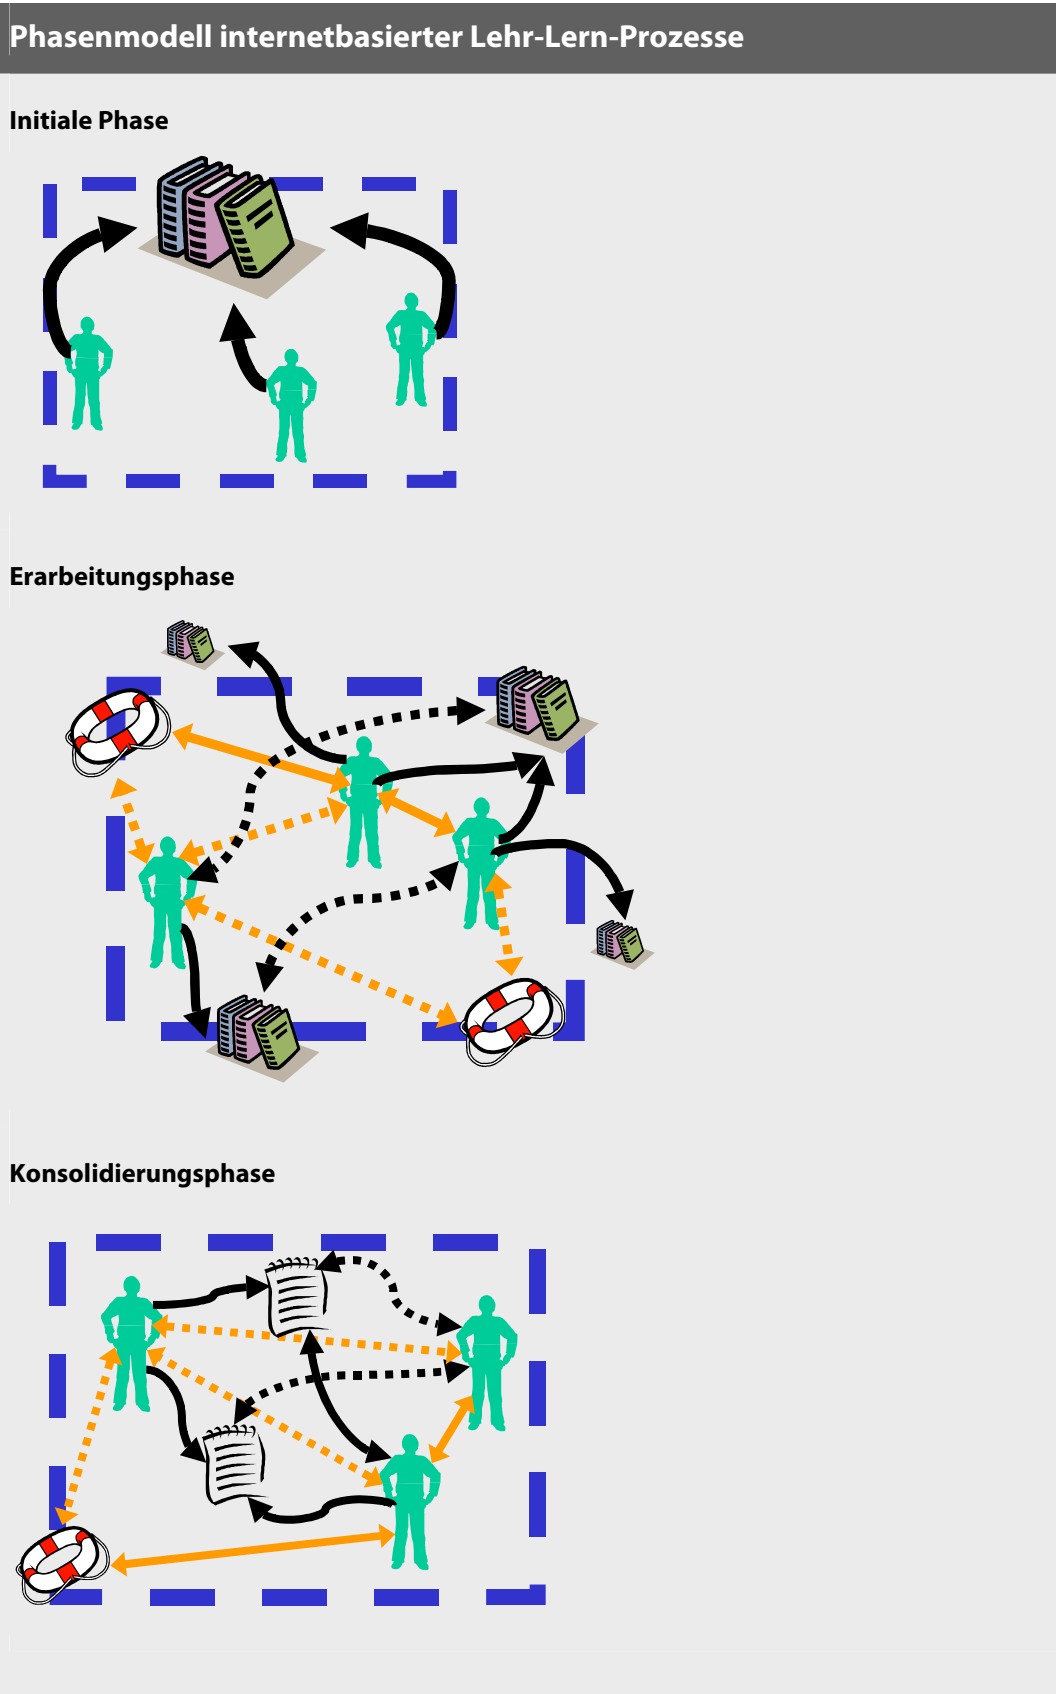 Phasenmodell internetbasierter Lehr-Lern-Prozesse
Initiale Phase
Erarbeitungsphase
Konsolidierungsphase